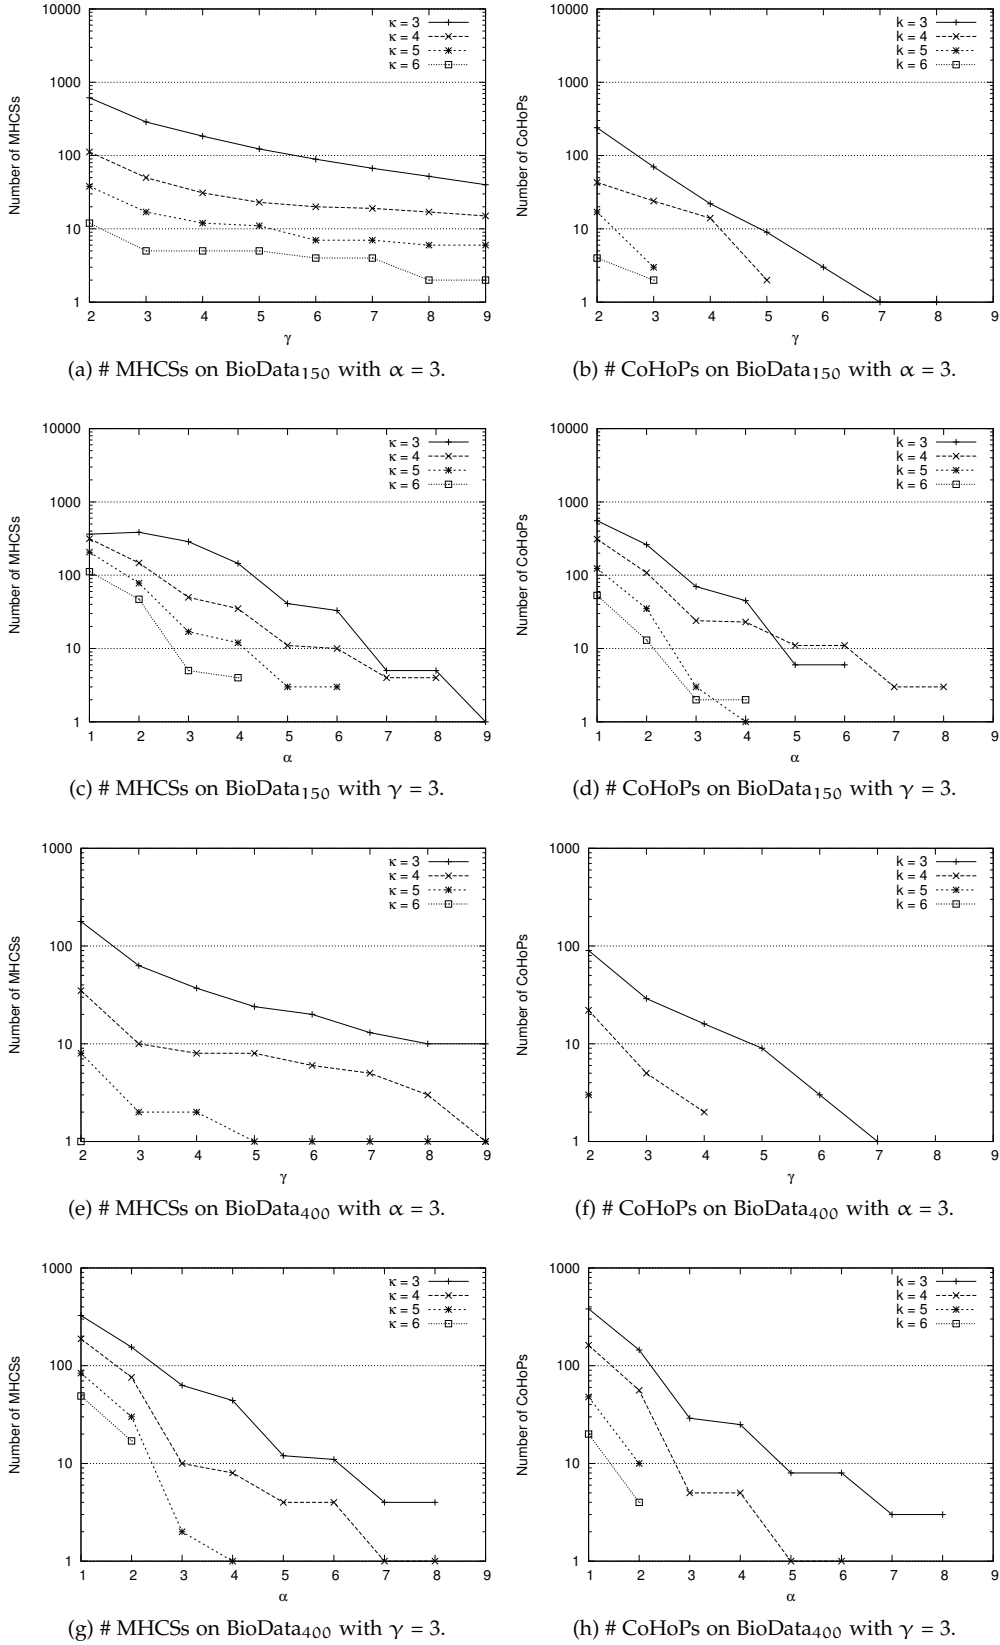 Number of MHCSs
10000
1000
100
10
1
2 3 4 5 6 7 8 9
γ
κ = 3
κ = 4
κ = 5
κ = 6
(a) # MHCSs on BioData150 with α = 3.
Number of CoHoPs
10000
1000
100
10
1
2 3 4 5 6 7 8 9
γ
k = 3
k = 4
k = 5
k = 6
(b) # CoHoPs on BioData150 with α = 3.
Number of MHCSs
10000
1000
100
10
1
1 2 3 4 5 6 7 8 9
α
κ = 3
κ = 4
κ = 5
κ = 6
(c) # MHCSs on BioData150 with γ = 3.
Number of CoHoPs
10000
1000
100
10
1
1 2 3 4 5 6 7 8 9
α
k = 3
k = 4
k = 5
k = 6
(d) # CoHoPs on BioData150 with γ = 3.
Number of MHCSs
1000
100
10
1
2 3 4 5 6 7 8 9
γ
κ = 3
κ = 4
κ = 5
κ = 6
(e) # MHCSs on BioData400 with α = 3.
Number of CoHoPs
1000
100
10
1
2 3 4 5 6 7 8 9
γ
k = 3
k = 4
k = 5
k = 6
(f) # CoHoPs on BioData400 with α = 3.
Number of MHCSs
1000
100
10
1
1 2 3 4 5 6 7 8 9
α
κ = 3
κ = 4
κ = 5
κ = 6
(g) # MHCSs on BioData400 with γ = 3.
Number of CoHoPs
1000
100
10
1
1 2 3 4 5 6 7 8 9
α
k = 3
k = 4
k = 5
k = 6
(h) # CoHoPs on BioData400 with γ = 3.